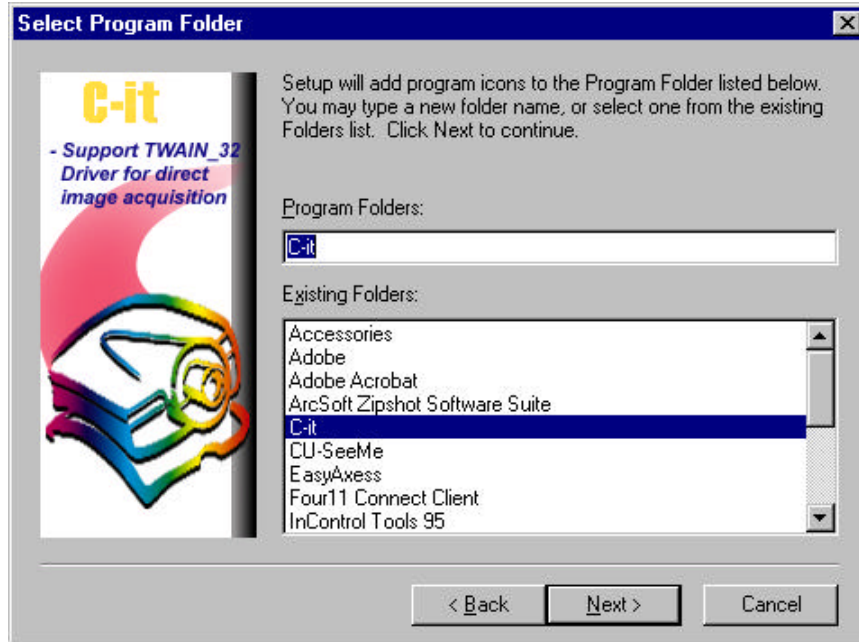 Select Program Folder
C-it
- Support TWAIN_32
Driver for direct
image acquisition
Setup will add program icons to the Program Folder listed below.
You may type a new folder name, or select one from the existing
Folders list. Click Next to continue.
Program Folders:
C-it
Existing Folders:
Accessories
Adobe
Adobe Acrobat
ArcSoft Zipshot Software Suite
C-it
CU-SeeMe
EasyAxess
Four11 Connect Client
InControl Tools 95
< Back
Next >
Cancel